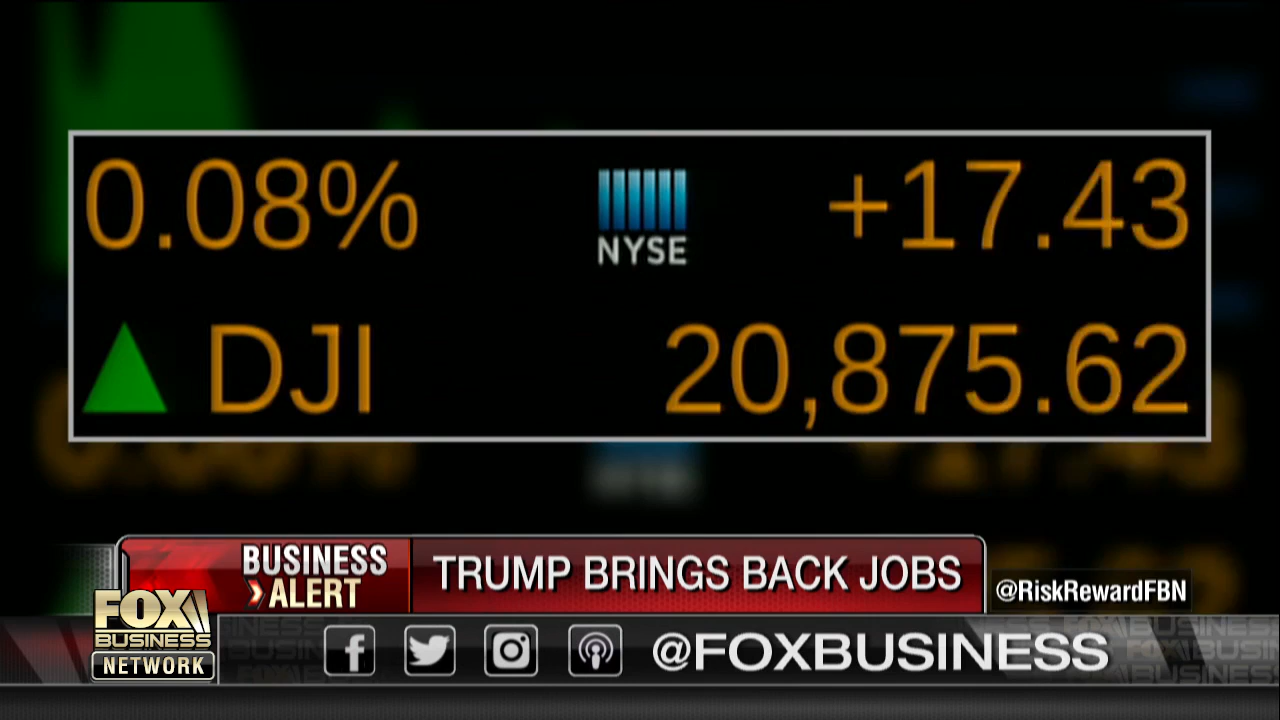 0.08% NYSE +17.43
DJI 20,875.62
BUSINESS
ALERT
TRUMP BRINGS BACK JOBS
@RiskRewardFBN
FOX
BUSINESS
NETWORK
@FOXBUSINESS